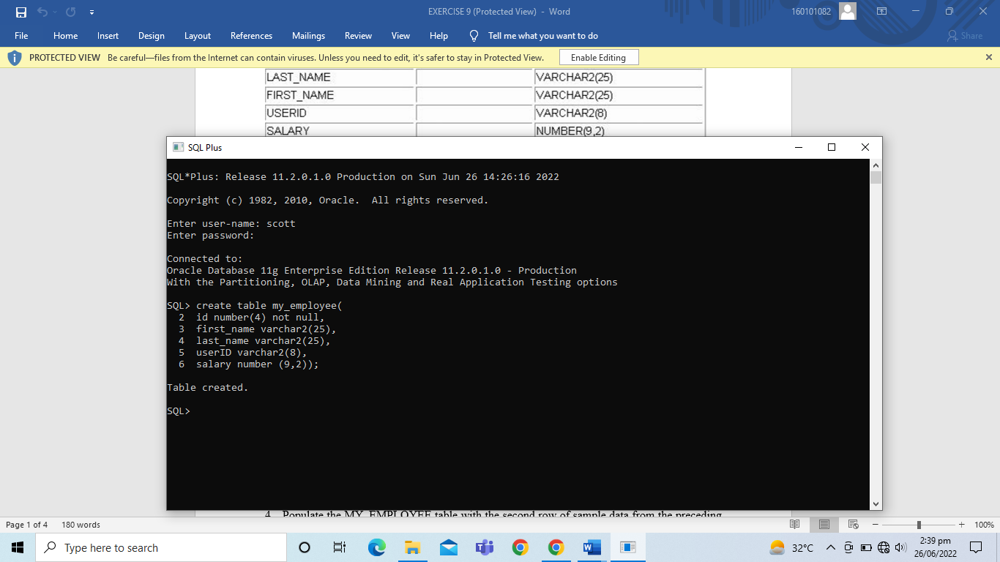 EXERCISE 9 (Protected View) - Word
160101082
File Home Insert Design Layout References Mailings Review View Help Tell me what you want to do Share
PROTECTED VIEW Be careful—files from the Internet can contain viruses. Unless you need to edit, it's safer to stay in Protected View. Enable Editing
LAST_NAME VARCHAR2(25)
FIRST_NAME VARCHAR2(25)
USERID VARCHAR2(8)
SALARY NUMBER(9,2)
SQL Plus
SQL*Plus: Release 11.2.0.1.0 Production on Sun Jun 26 14:26:16 2022
Copyright (c) 1982, 2010, Oracle. All rights reserved.
Enter user-name: scott
Enter password:
Connected to:
Oracle Database 11g Enterprise Edition Release 11.2.0.1.0 - Production
With the Partitioning, OLAP, Data Mining and Real Application Testing options
SQL> create table my_employee(
2 id number(4) not null,
3 first_name varchar2(25),
4 last_name varchar2(25),
5 userID varchar2(8),
6 salary number (9,2));
Table created.
SQL>
4. Populate the MY_EMPLOYEE table with the second row of sample data from the preceding
Page 1 of 4 180 words
100%
Type here to search
32°C
2:39 pm
26/06/2022